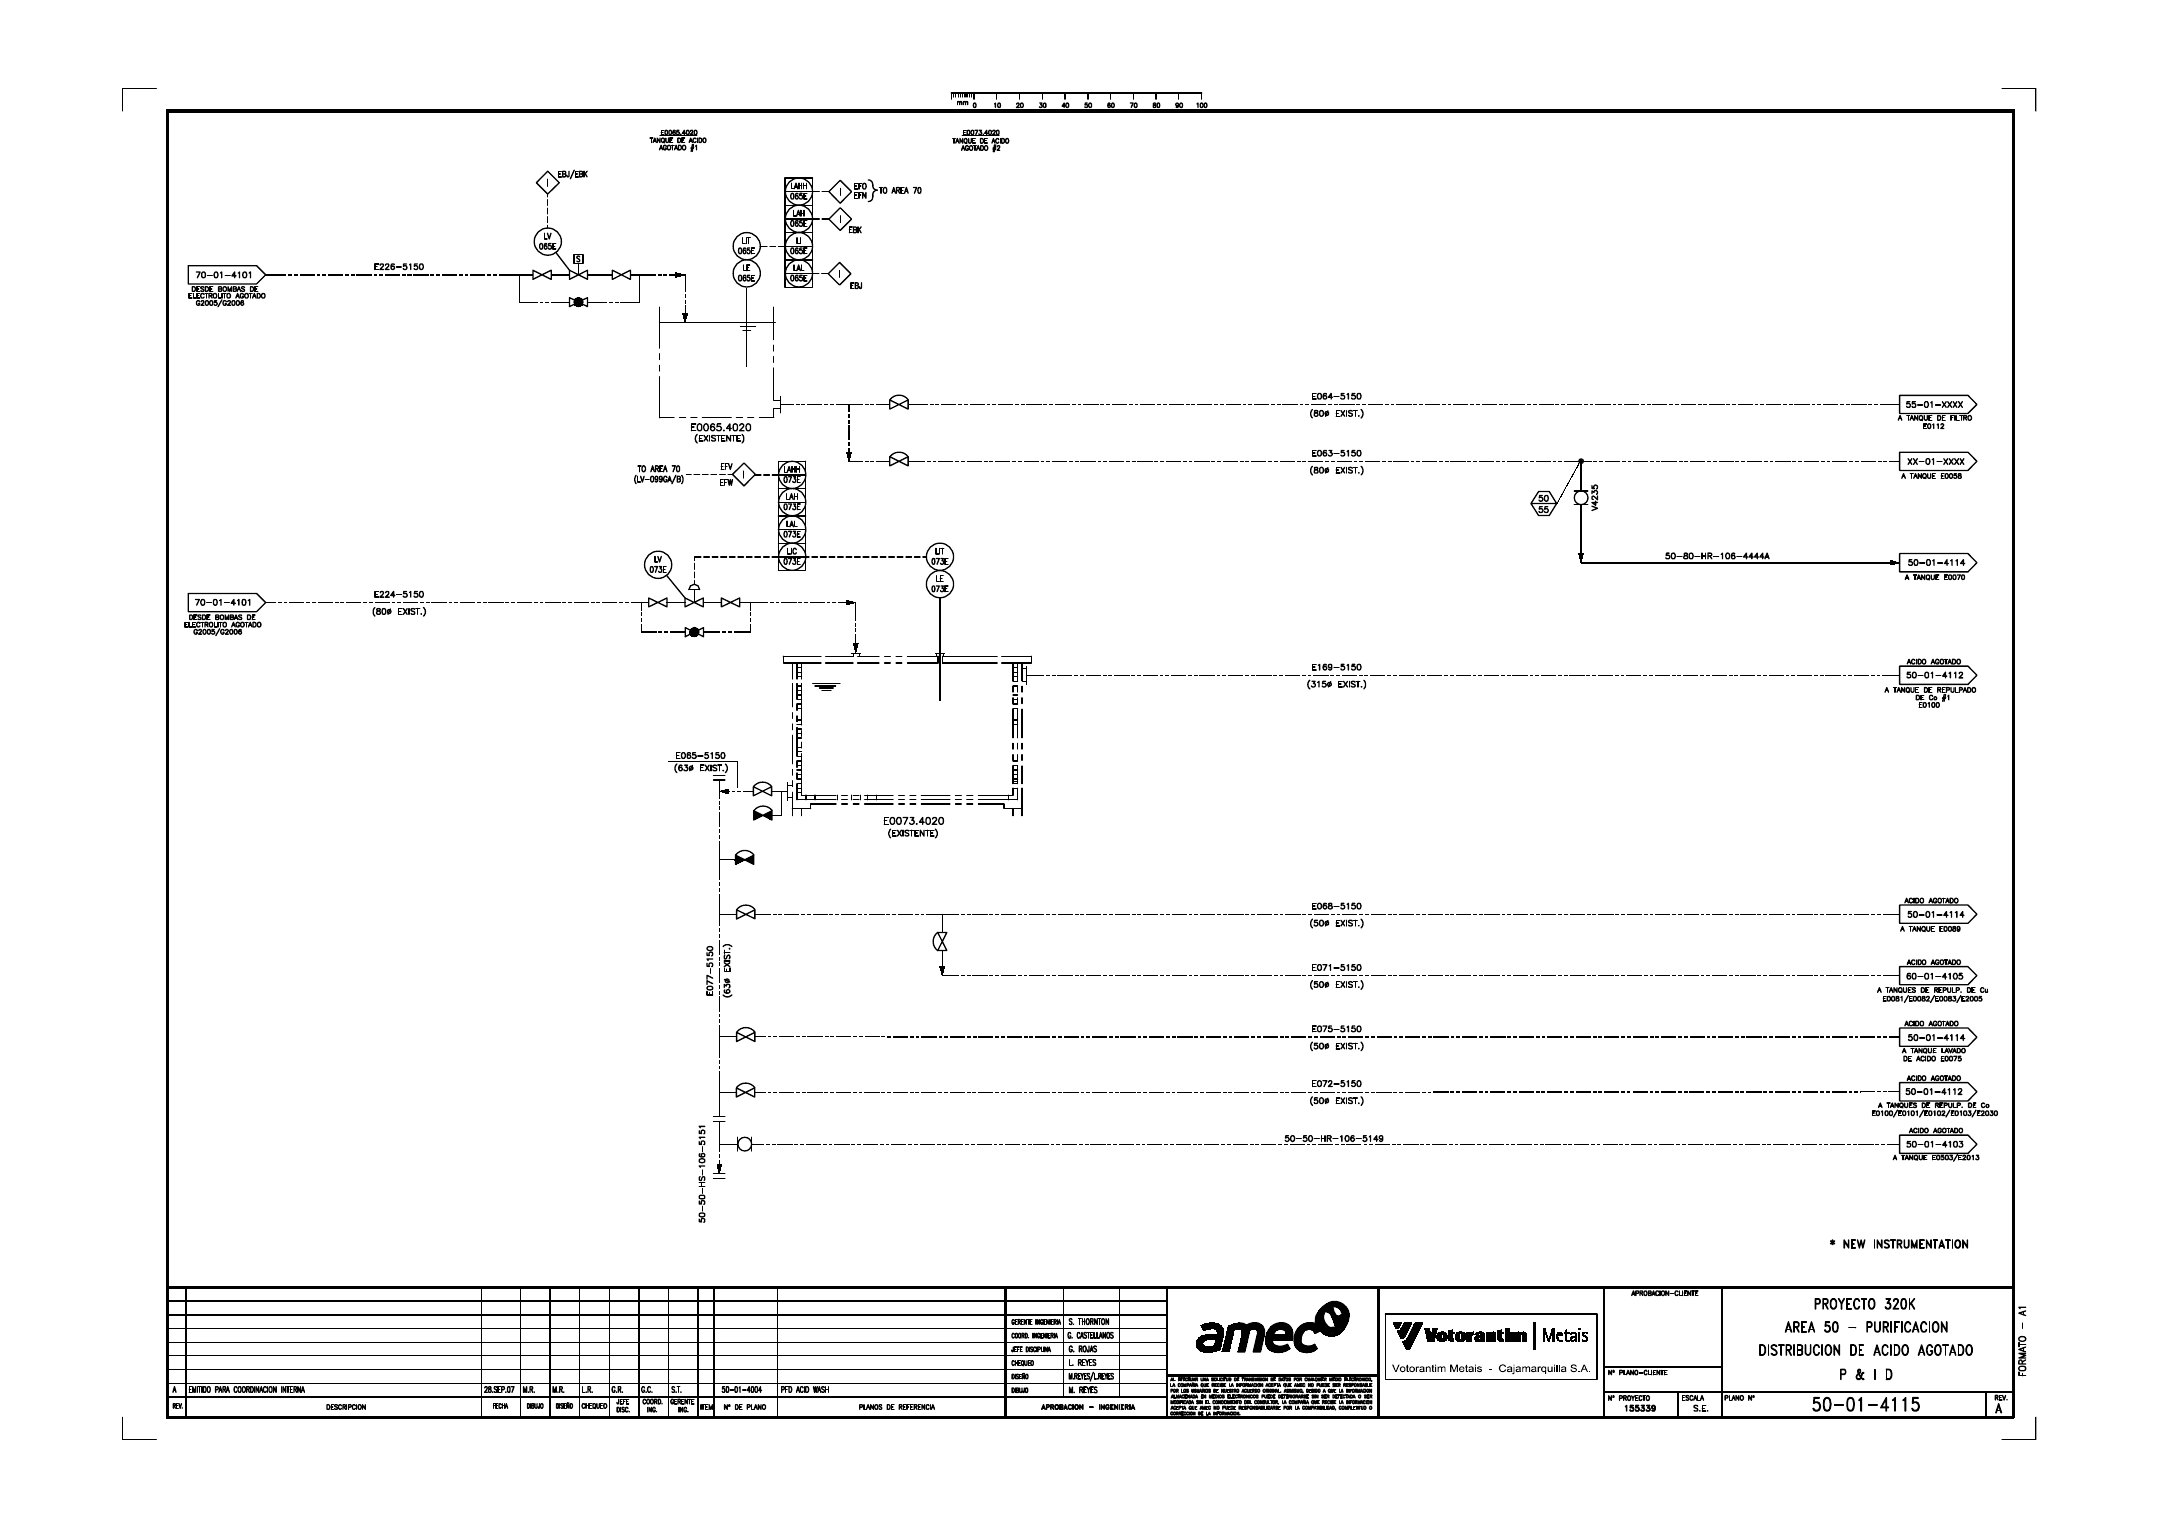 mm 0 10 20 30 40 50 60 70 80 90 100
E0065.4020
TANQUE DE ACIDO
AGOTADO #1
E0073.4020
TANQUE DE ACIDO
AGOTADO #2
I
EBJ/EBK
LV
065E
S
LAHH
065E
I
EFO
EFN
TO AREA 70
LAH
065E
I
EBK
LIT
065E
LI
065E
LE
065E
LAL
065E
I
EBJ
70-01-4101
DESDE BOMBAS DE
ELECTROLITO AGOTADO
G2005/G2006
E226-5150
E0065.4020
(EXISTENTE)
E064-5150
(80ø EXIST.)
55-01-XXXX
A TANQUE DE FILTRO
E0112
E063-5150
(80ø EXIST.)
XX-01-XXXX
A TANQUE E0058
50
55
V4235
50-80-HR-106-4444A
50-01-4114
A TANQUE E0070
TO AREA 70
(LV-099GA/B)
EFV
EFW
I
LAHH
073E
LAH
073E
LAL
073E
LIC
073E
LIT
073E
LE
073E
LV
073E
70-01-4101
DESDE BOMBAS DE
ELECTROLITO AGOTADO
G2005/G2006
E224-5150
(80ø EXIST.)
E169-5150
(315ø EXIST.)
ACIDO AGOTADO
50-01-4112
A TANQUE DE REPULPADO
DE Co #1
E0100
E065-5150
(63ø EXIST.)
E0073.4020
(EXISTENTE)
E077-5150
(63ø EXIST.)
E068-5150
(50ø EXIST.)
ACIDO AGOTADO
50-01-4114
A TANQUE E0089
E071-5150
(50ø EXIST.)
ACIDO AGOTADO
60-01-4105
A TANQUES DE REPULP. DE Cu
E0081/E0082/E0083/E2005
E075-5150
(50ø EXIST.)
ACIDO AGOTADO
50-01-4114
A TANQUE LAVADO
DE ACIDO E0075
E072-5150
(50ø EXIST.)
ACIDO AGOTADO
50-01-4112
A TANQUES DE REPULP. DE Co
E0100/E0101/E0102/E0103/E2030
50-50-HS-106-5151
50-50-HR-106-5149
ACIDO AGOTADO
50-01-4103
A TANQUE E0503/E2013
* NEW INSTRUMENTATION
A EMITIDO PARA COORDINACION INTERNA 28.SEP.07 M.R. M.R. L.R. G.R. G.C. S.T. 50-01-4004 PFD ACID WASH
REV. DESCRIPCION FECHA DIBUJO DISEÑO CHEQUEO JEFE DISC. COORD. ING. GERENTE ING. ITEM N° DE PLANO PLANOS DE REFERENCIA
GERENTE INGENIERIA S. THORNTON
COORD. INGENIERIA G. CASTELLANOS
JEFE DISCIPLINA G. ROJAS
CHEQUEO L. REYES
DISEÑO M.REYES/L.REYES
DIBUJO M. REYES
APROBACION - INGENIERIA
amec
Votorantim | Metais
Votorantim Metais - Cajamarquilla S.A.
APROBACION-CLIENTE
N° PLANO-CLIENTE
N° PROYECTO
155339
ESCALA
S.E.
PROYECTO 320K
AREA 50 - PURIFICACION
DISTRIBUCION DE ACIDO AGOTADO
P & I D
PLANO N°
50-01-4115
REV.
A
FORMATO - A1